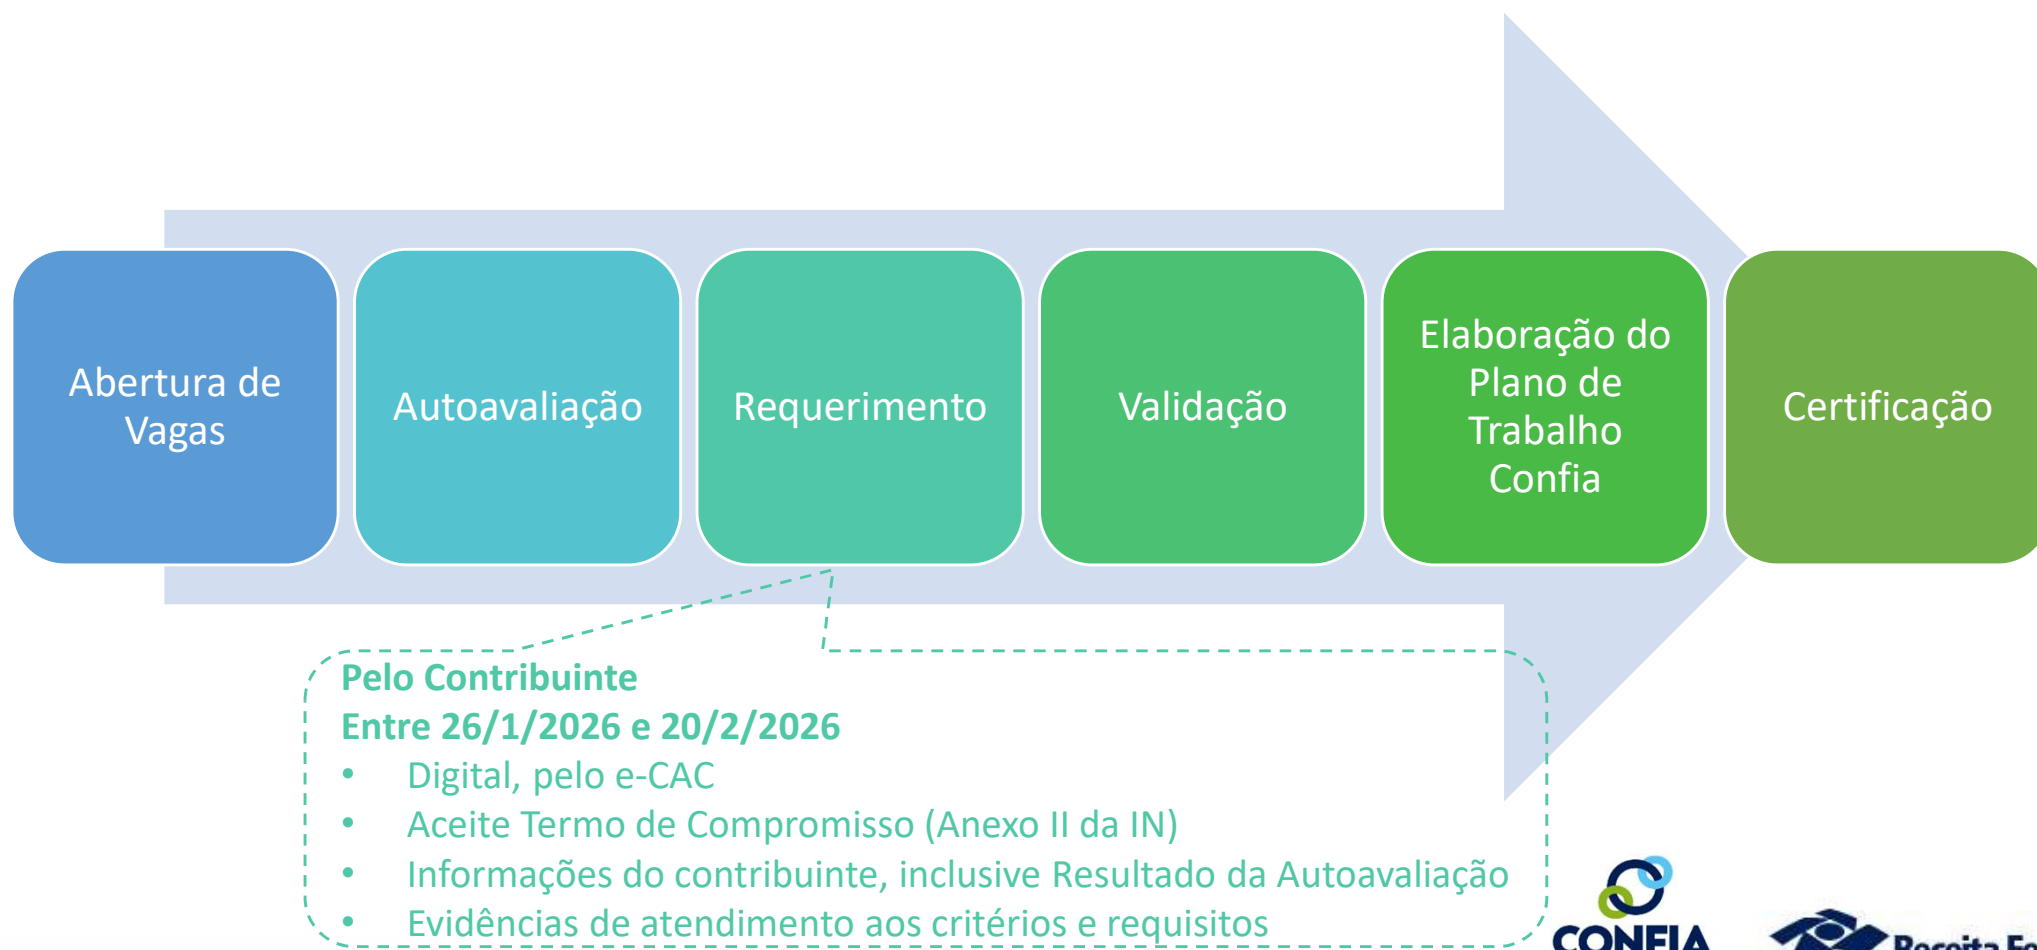 Abertura de
Vagas
Autoavaliação
Requerimento
Validação
Elaboração do
Plano de
Trabalho
Confia
Certificação
Pelo Contribuinte
Entre 26/1/2026 e 20/2/2026
• Digital, pelo e-CAC
• Aceite Termo de Compromisso (Anexo II da IN)
• Informações do contribuinte, inclusive Resultado da Autoavaliação
• Evidências de atendimento aos critérios e requisitos
CONFIA
Receita Fe